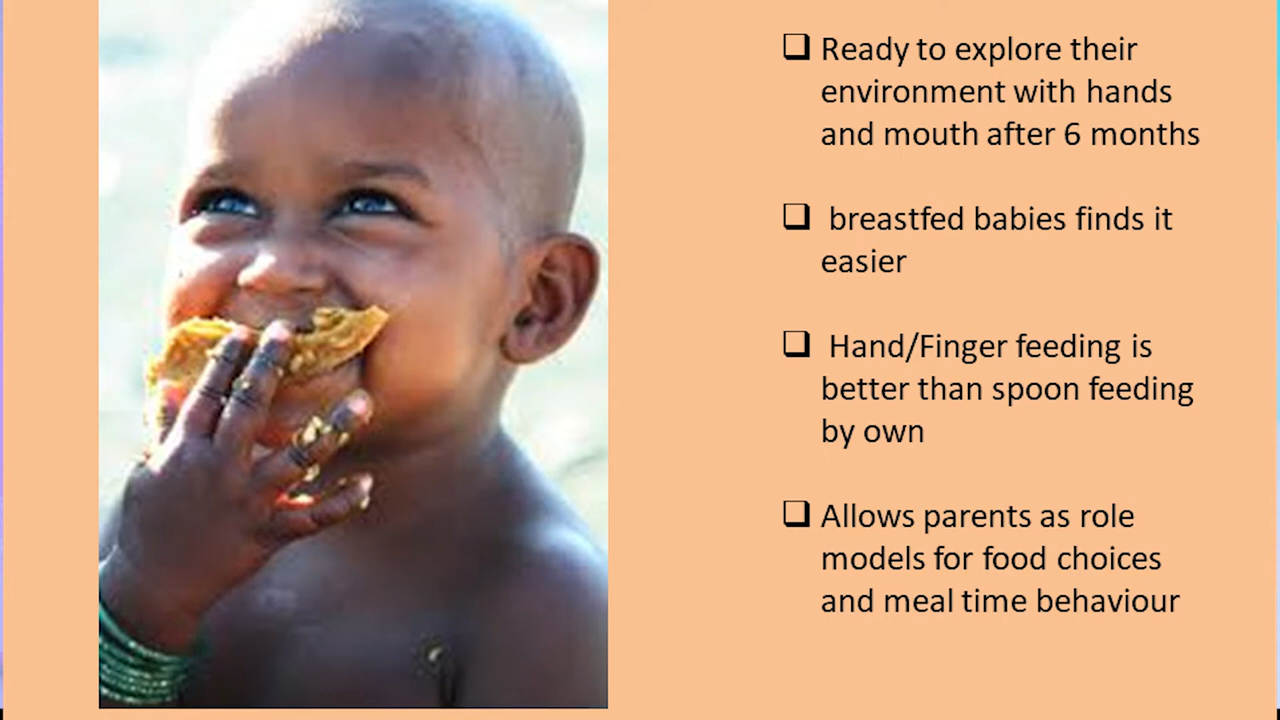 ❑ Ready to explore their
environment with hands
and mouth after 6 months
❑ breastfed babies finds it
easier
❑ Hand/Finger feeding is
better than spoon feeding
by own
❑ Allows parents as role
models for food choices
and meal time behaviour